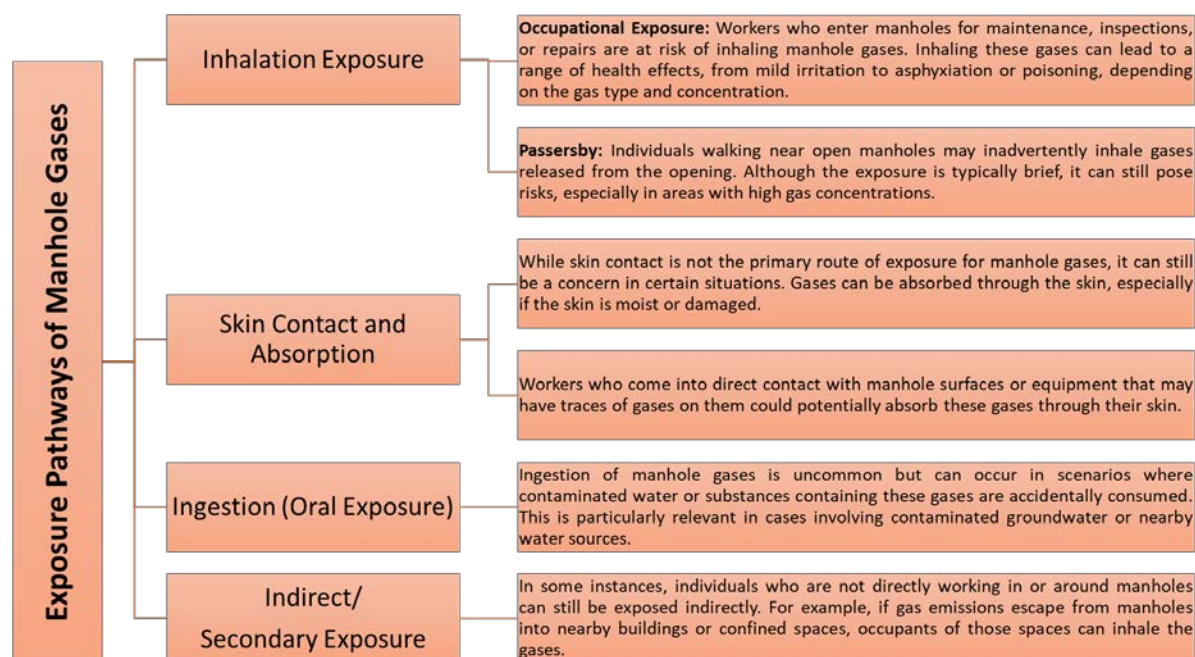 Exposure Pathways of Manhole Gases
Inhalation Exposure
Occupational Exposure: Workers who enter manholes for maintenance, inspections,
or repairs are at risk of inhaling manhole gases. Inhaling these gases can lead to a
range of health effects, from mild irritation to asphyxiation or poisoning, depending
on the gas type and concentration.
Passersby: Individuals walking near open manholes may inadvertently inhale gases
released from the opening. Although the exposure is typically brief, it can still pose
risks, especially in areas with high gas concentrations.
Skin Contact and
Absorption
While skin contact is not the primary route of exposure for manhole gases, it can still
be a concern in certain situations. Gases can be absorbed through the skin, especially
if the skin is moist or damaged.
Workers who come into direct contact with manhole surfaces or equipment that may
have traces of gases on them could potentially absorb these gases through their skin.
Ingestion (Oral Exposure)
Ingestion of manhole gases is uncommon but can occur in scenarios where
contaminated water or substances containing these gases are accidentally consumed.
This is particularly relevant in cases involving contaminated groundwater or nearby
water sources.
Indirect/
Secondary Exposure
In some instances, individuals who are not directly working in or around manholes
can still be exposed indirectly. For example, if gas emissions escape from manholes
into nearby buildings or confined spaces, occupants of those spaces can inhale the
gases.